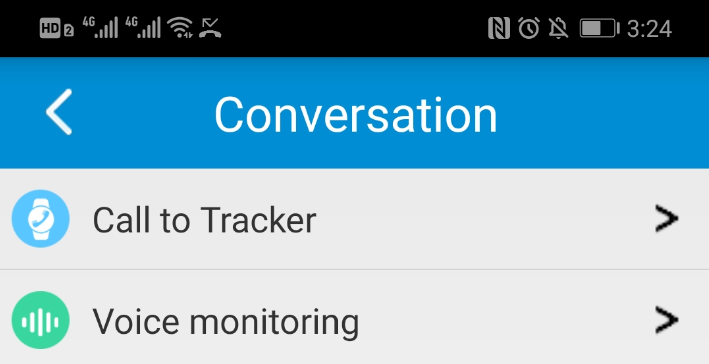 HD 2 4G 4G 3:24
Conversation
Call to Tracker
Voice monitoring